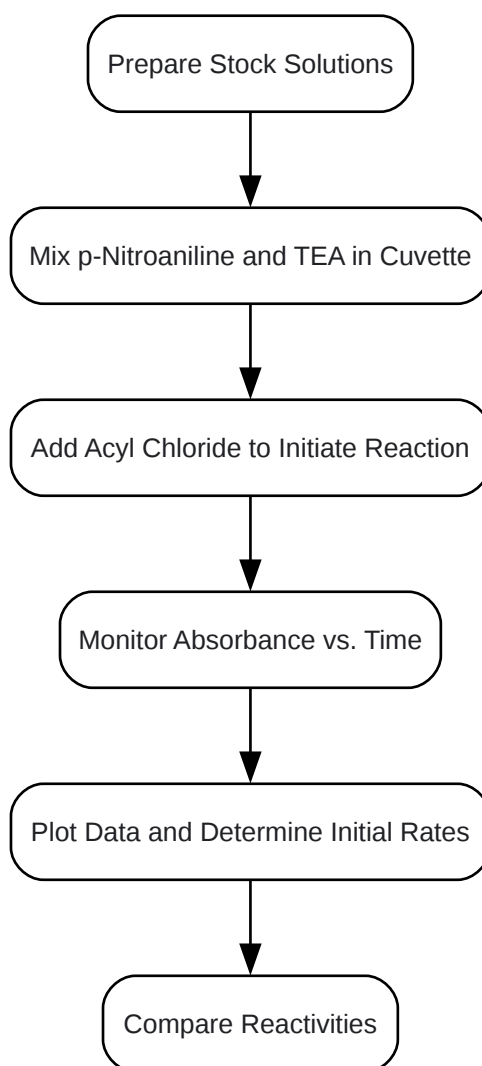 Prepare Stock Solutions
Mix p-Nitroaniline and TEA in Cuvette
Add Acyl Chloride to Initiate Reaction
Monitor Absorbance vs. Time
Plot Data and Determine Initial Rates
Compare Reactivities